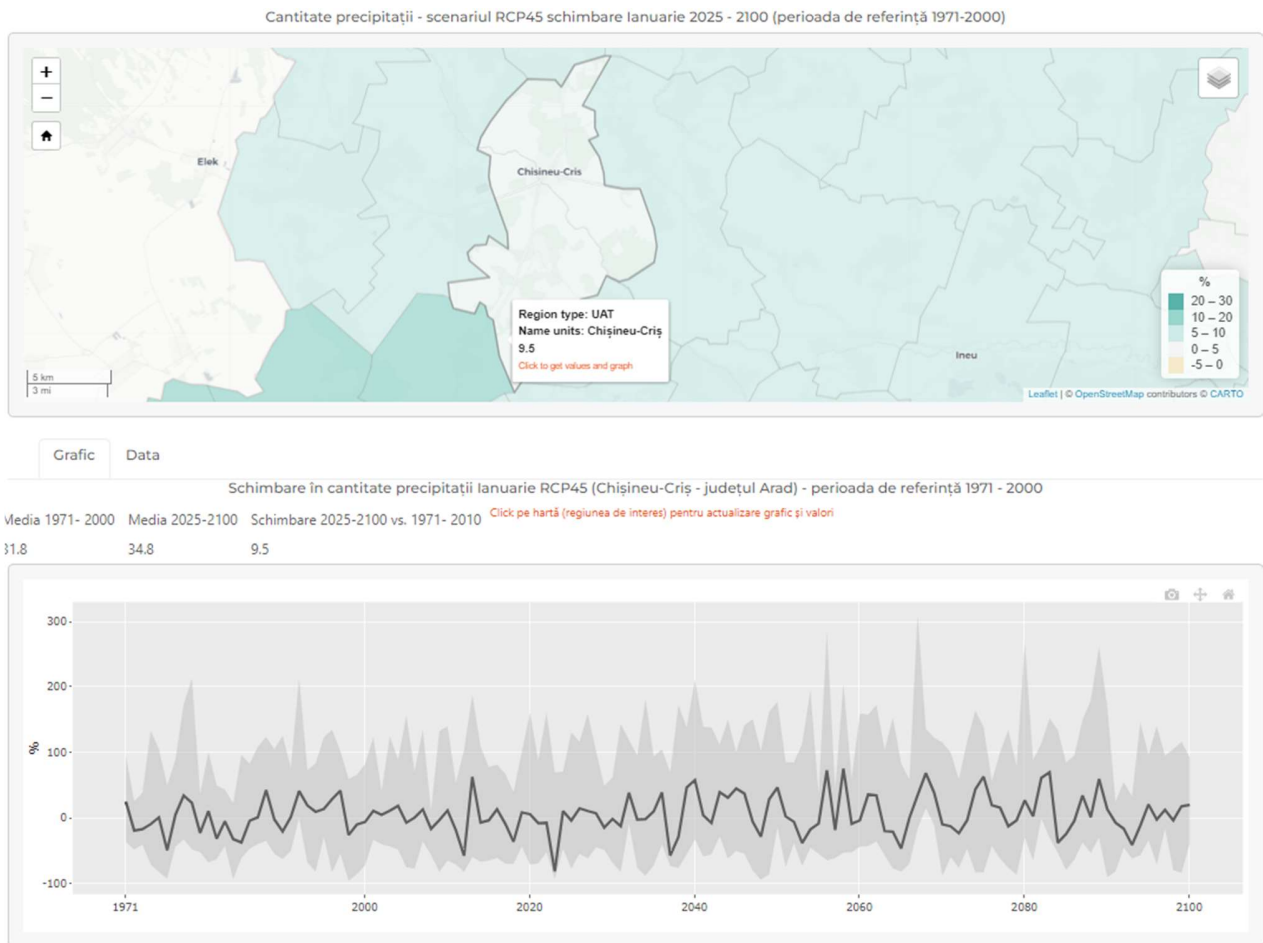 Cantitate precipitații - scenariul RCP45 schimbare Ianuarie 2025 - 2100 (perioada de referință 1971-2000)
+
−
Elek
Chisineu-Cris
Region type: UAT
Name units: Chișineu-Criș
9.5
Click to get values and graph
Ineu
%
20 – 30
10 – 20
5 – 10
0 – 5
-5 – 0
5 km
3 mi
Leaflet | © OpenStreetMap contributors © CARTO
Grafic Data
Schimbare în cantitate precipitații Ianuarie RCP45 (Chișineu-Criș - județul Arad) - perioada de referință 1971 - 2000
Media 1971- 2000 Media 2025-2100 Schimbare 2025-2100 vs. 1971- 2010 Click pe hartă (regiunea de interes) pentru actualizare grafic și valori
31.8 34.8 9.5
300
200
100
0
-100
%
1971 2000 2020 2040 2060 2080 2100